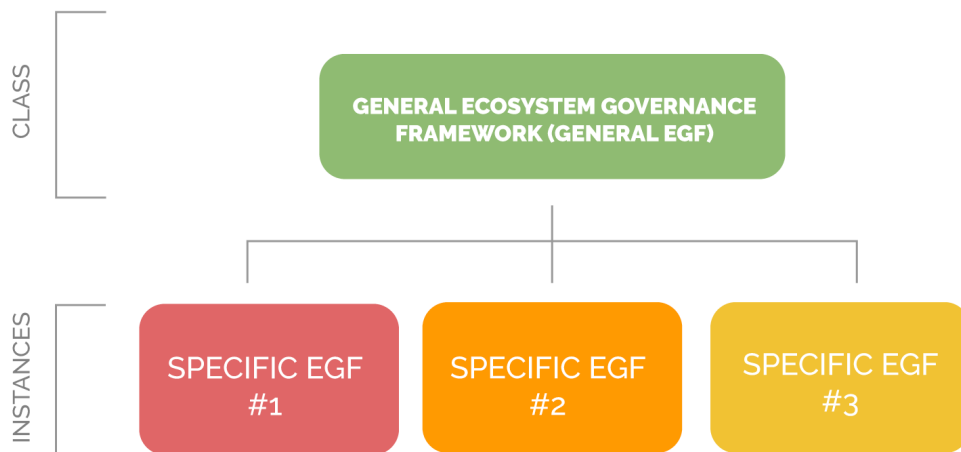 CLASS
GENERAL ECOSYSTEM GOVERNANCE
FRAMEWORK (GENERAL EGF)
INSTANCES
SPECIFIC EGF
#1
SPECIFIC EGF
#2
SPECIFIC EGF
#3